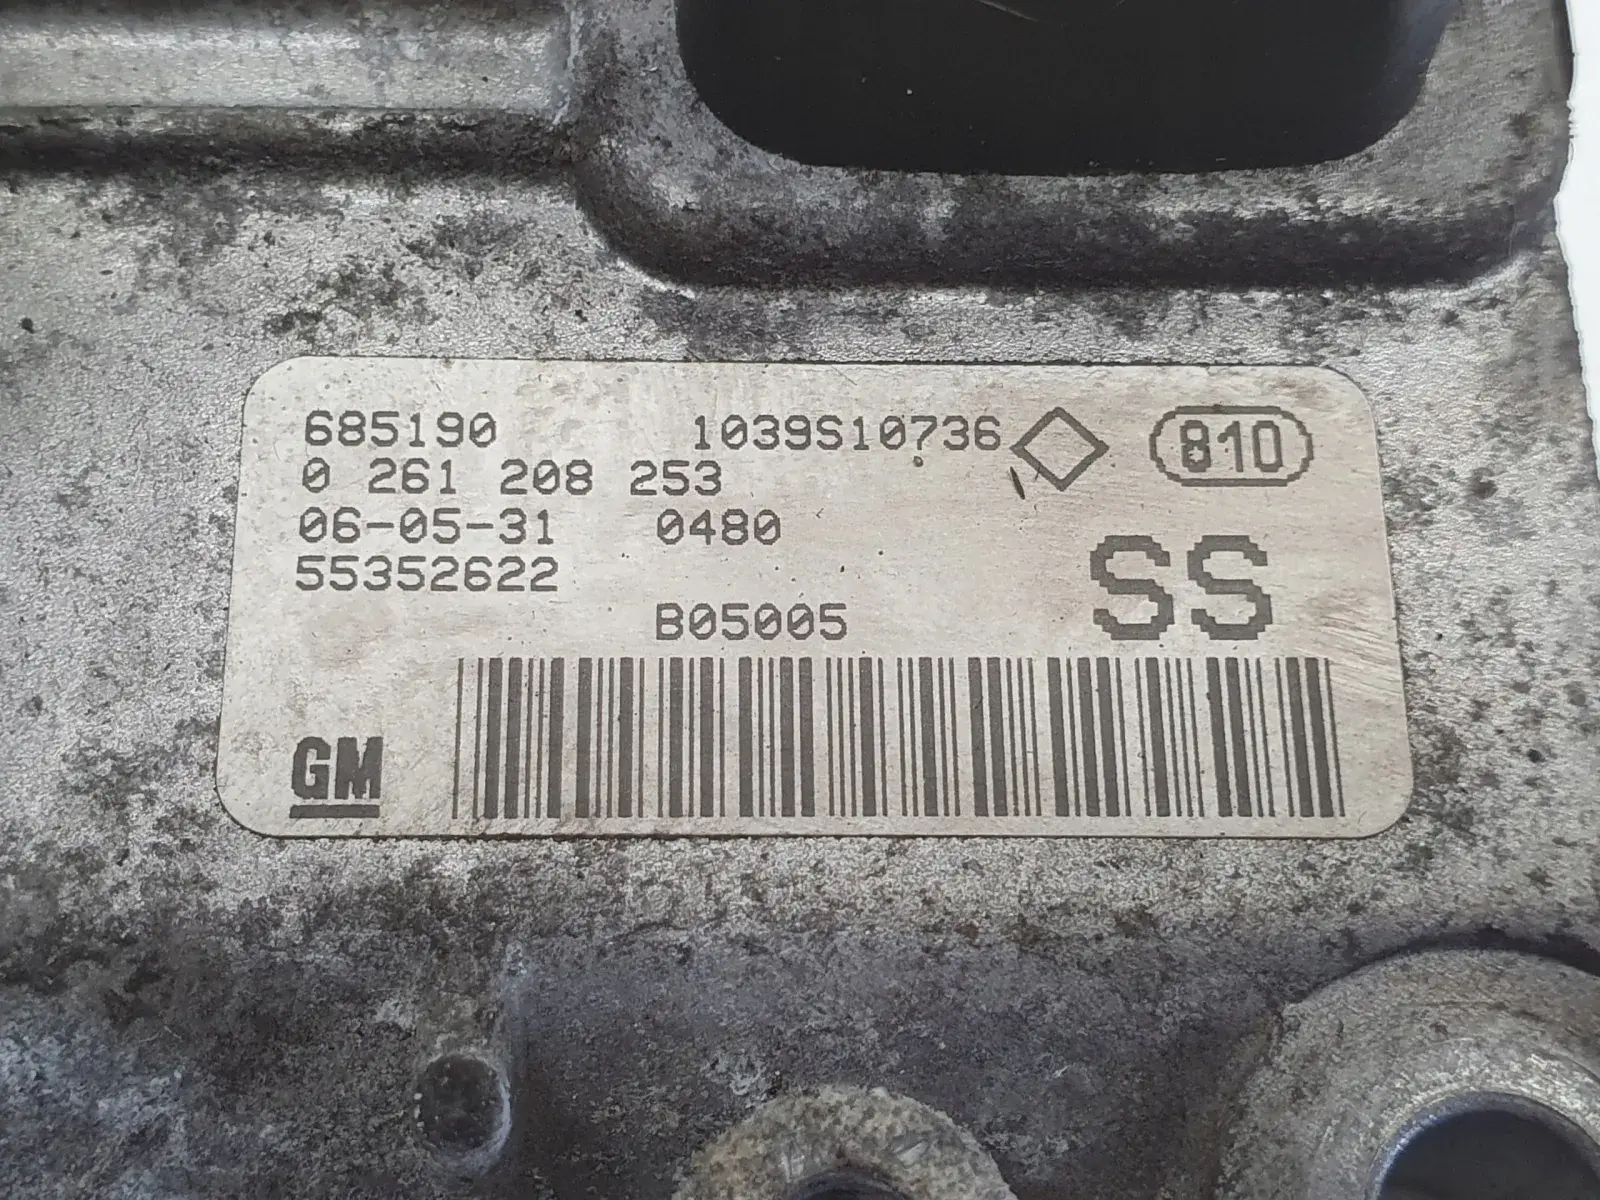 685190 1039S10736 810
0 261 208 253
06-05-31 0480
55352622 SS
B05005
GM